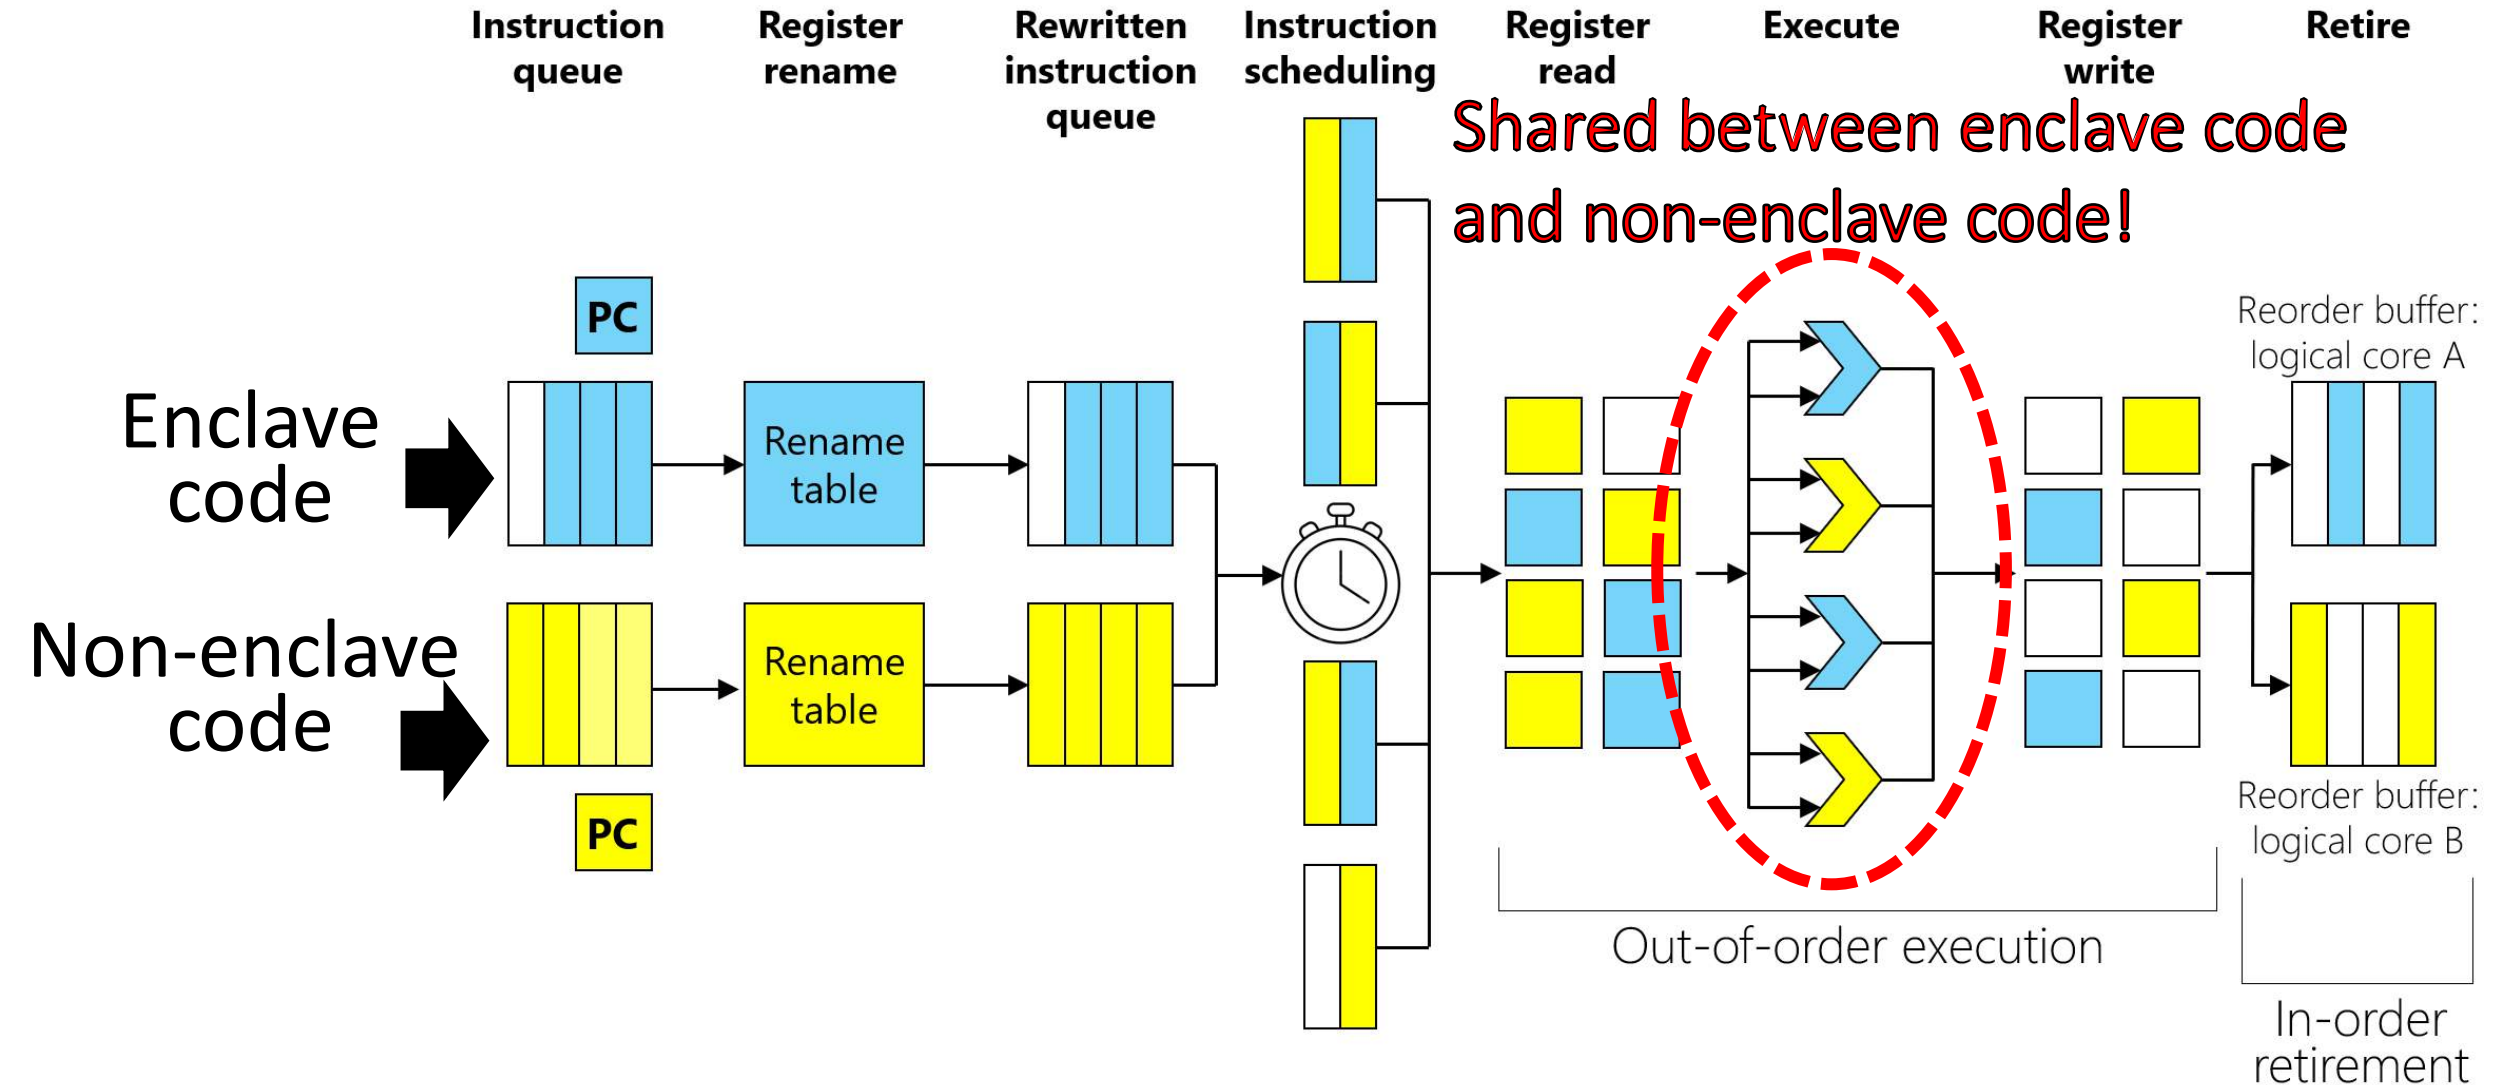 Instruction
queue
Register
rename
Rewritten
instruction
queue
Instruction
scheduling
Register
read
Execute
Register
write
Retire
Shared between enclave code
and non-enclave code!
PC
Enclave
code
Rename
table
Non-enclave
code
Rename
table
PC
Reorder buffer:
logical core A
Reorder buffer:
logical core B
Out-of-order execution
In-order
retirement